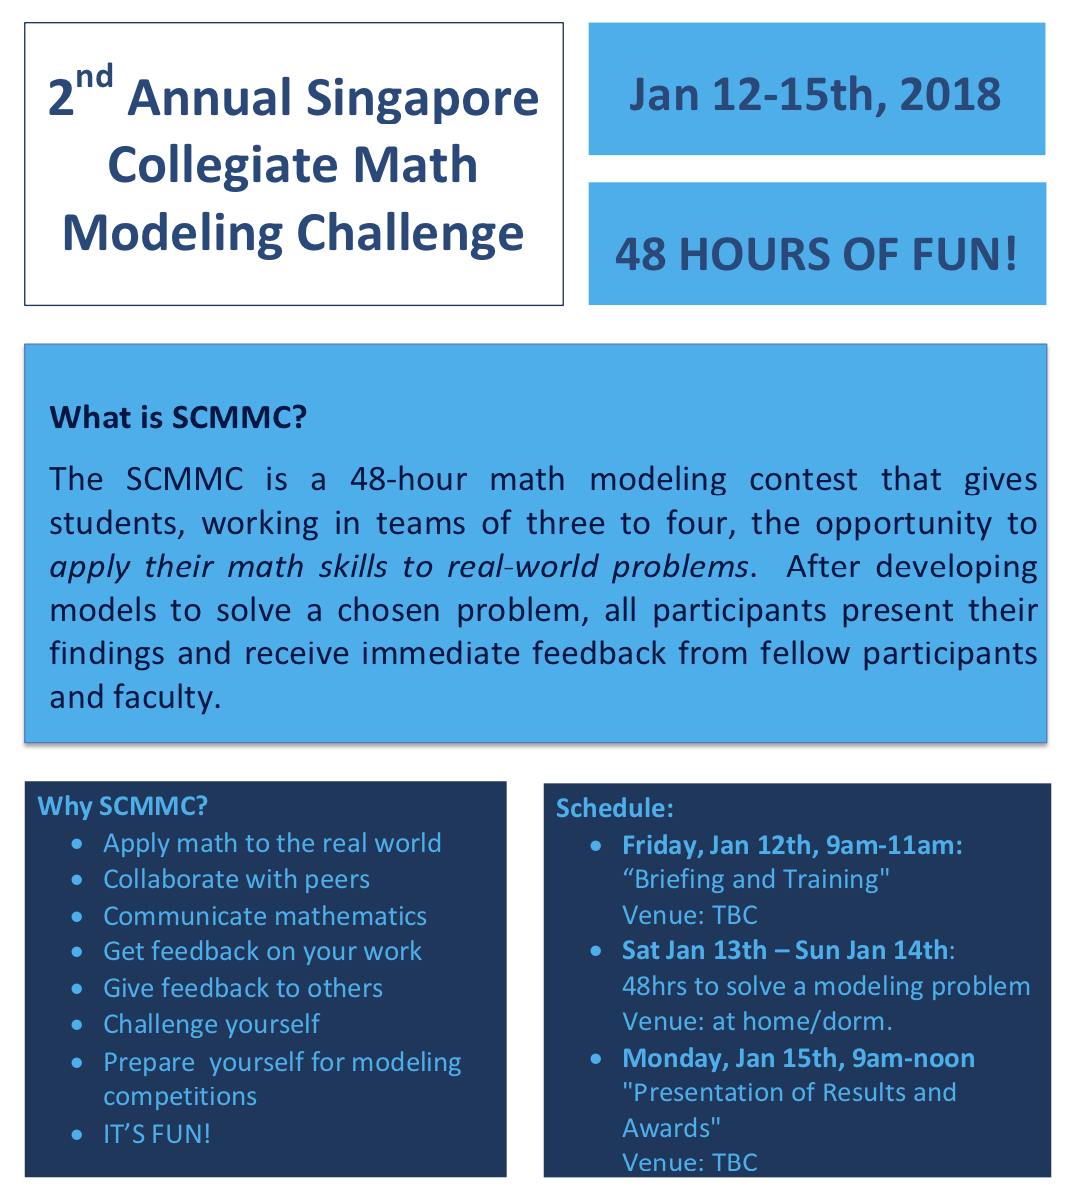 2nd Annual Singapore
Collegiate Math
Modeling Challenge
Jan 12-15th, 2018
48 HOURS OF FUN!
What is SCMMC?
The SCMMC is a 48-hour math modeling contest that gives
students, working in teams of three to four, the opportunity to
apply their math skills to real-world problems. After developing
models to solve a chosen problem, all participants present their
findings and receive immediate feedback from fellow participants
and faculty.
Why SCMMC?
• Apply math to the real world
• Collaborate with peers
• Communicate mathematics
• Get feedback on your work
• Give feedback to others
• Challenge yourself
• Prepare yourself for modeling
competitions
• IT’S FUN!
Schedule:
• Friday, Jan 12th, 9am-11am:
“Briefing and Training"
Venue: TBC
• Sat Jan 13th – Sun Jan 14th:
48hrs to solve a modeling problem
Venue: at home/dorm.
• Monday, Jan 15th, 9am-noon
"Presentation of Results and
Awards"
Venue: TBC